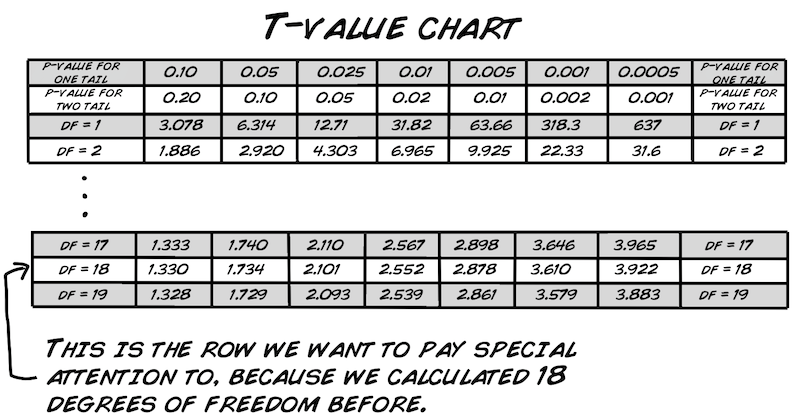 T-VALUE CHART
P-VALUE FOR ONE TAIL 0.10 0.05 0.025 0.01 0.005 0.001 0.0005 P-VALUE FOR ONE TAIL
P-VALUE FOR TWO TAIL 0.20 0.10 0.05 0.02 0.01 0.002 0.001 P-VALUE FOR TWO TAIL
DF = 1 3.078 6.314 12.71 31.82 63.66 318.3 637 DF = 1
DF = 2 1.886 2.920 4.303 6.965 9.925 22.33 31.6 DF = 2
DF = 17 1.333 1.740 2.110 2.567 2.898 3.646 3.965 DF = 17
DF = 18 1.330 1.734 2.101 2.552 2.878 3.610 3.922 DF = 18
DF = 19 1.328 1.729 2.093 2.539 2.861 3.579 3.883 DF = 19
THIS IS THE ROW WE WANT TO PAY SPECIAL
ATTENTION TO, BECAUSE WE CALCULATED 18
DEGREES OF FREEDOM BEFORE.